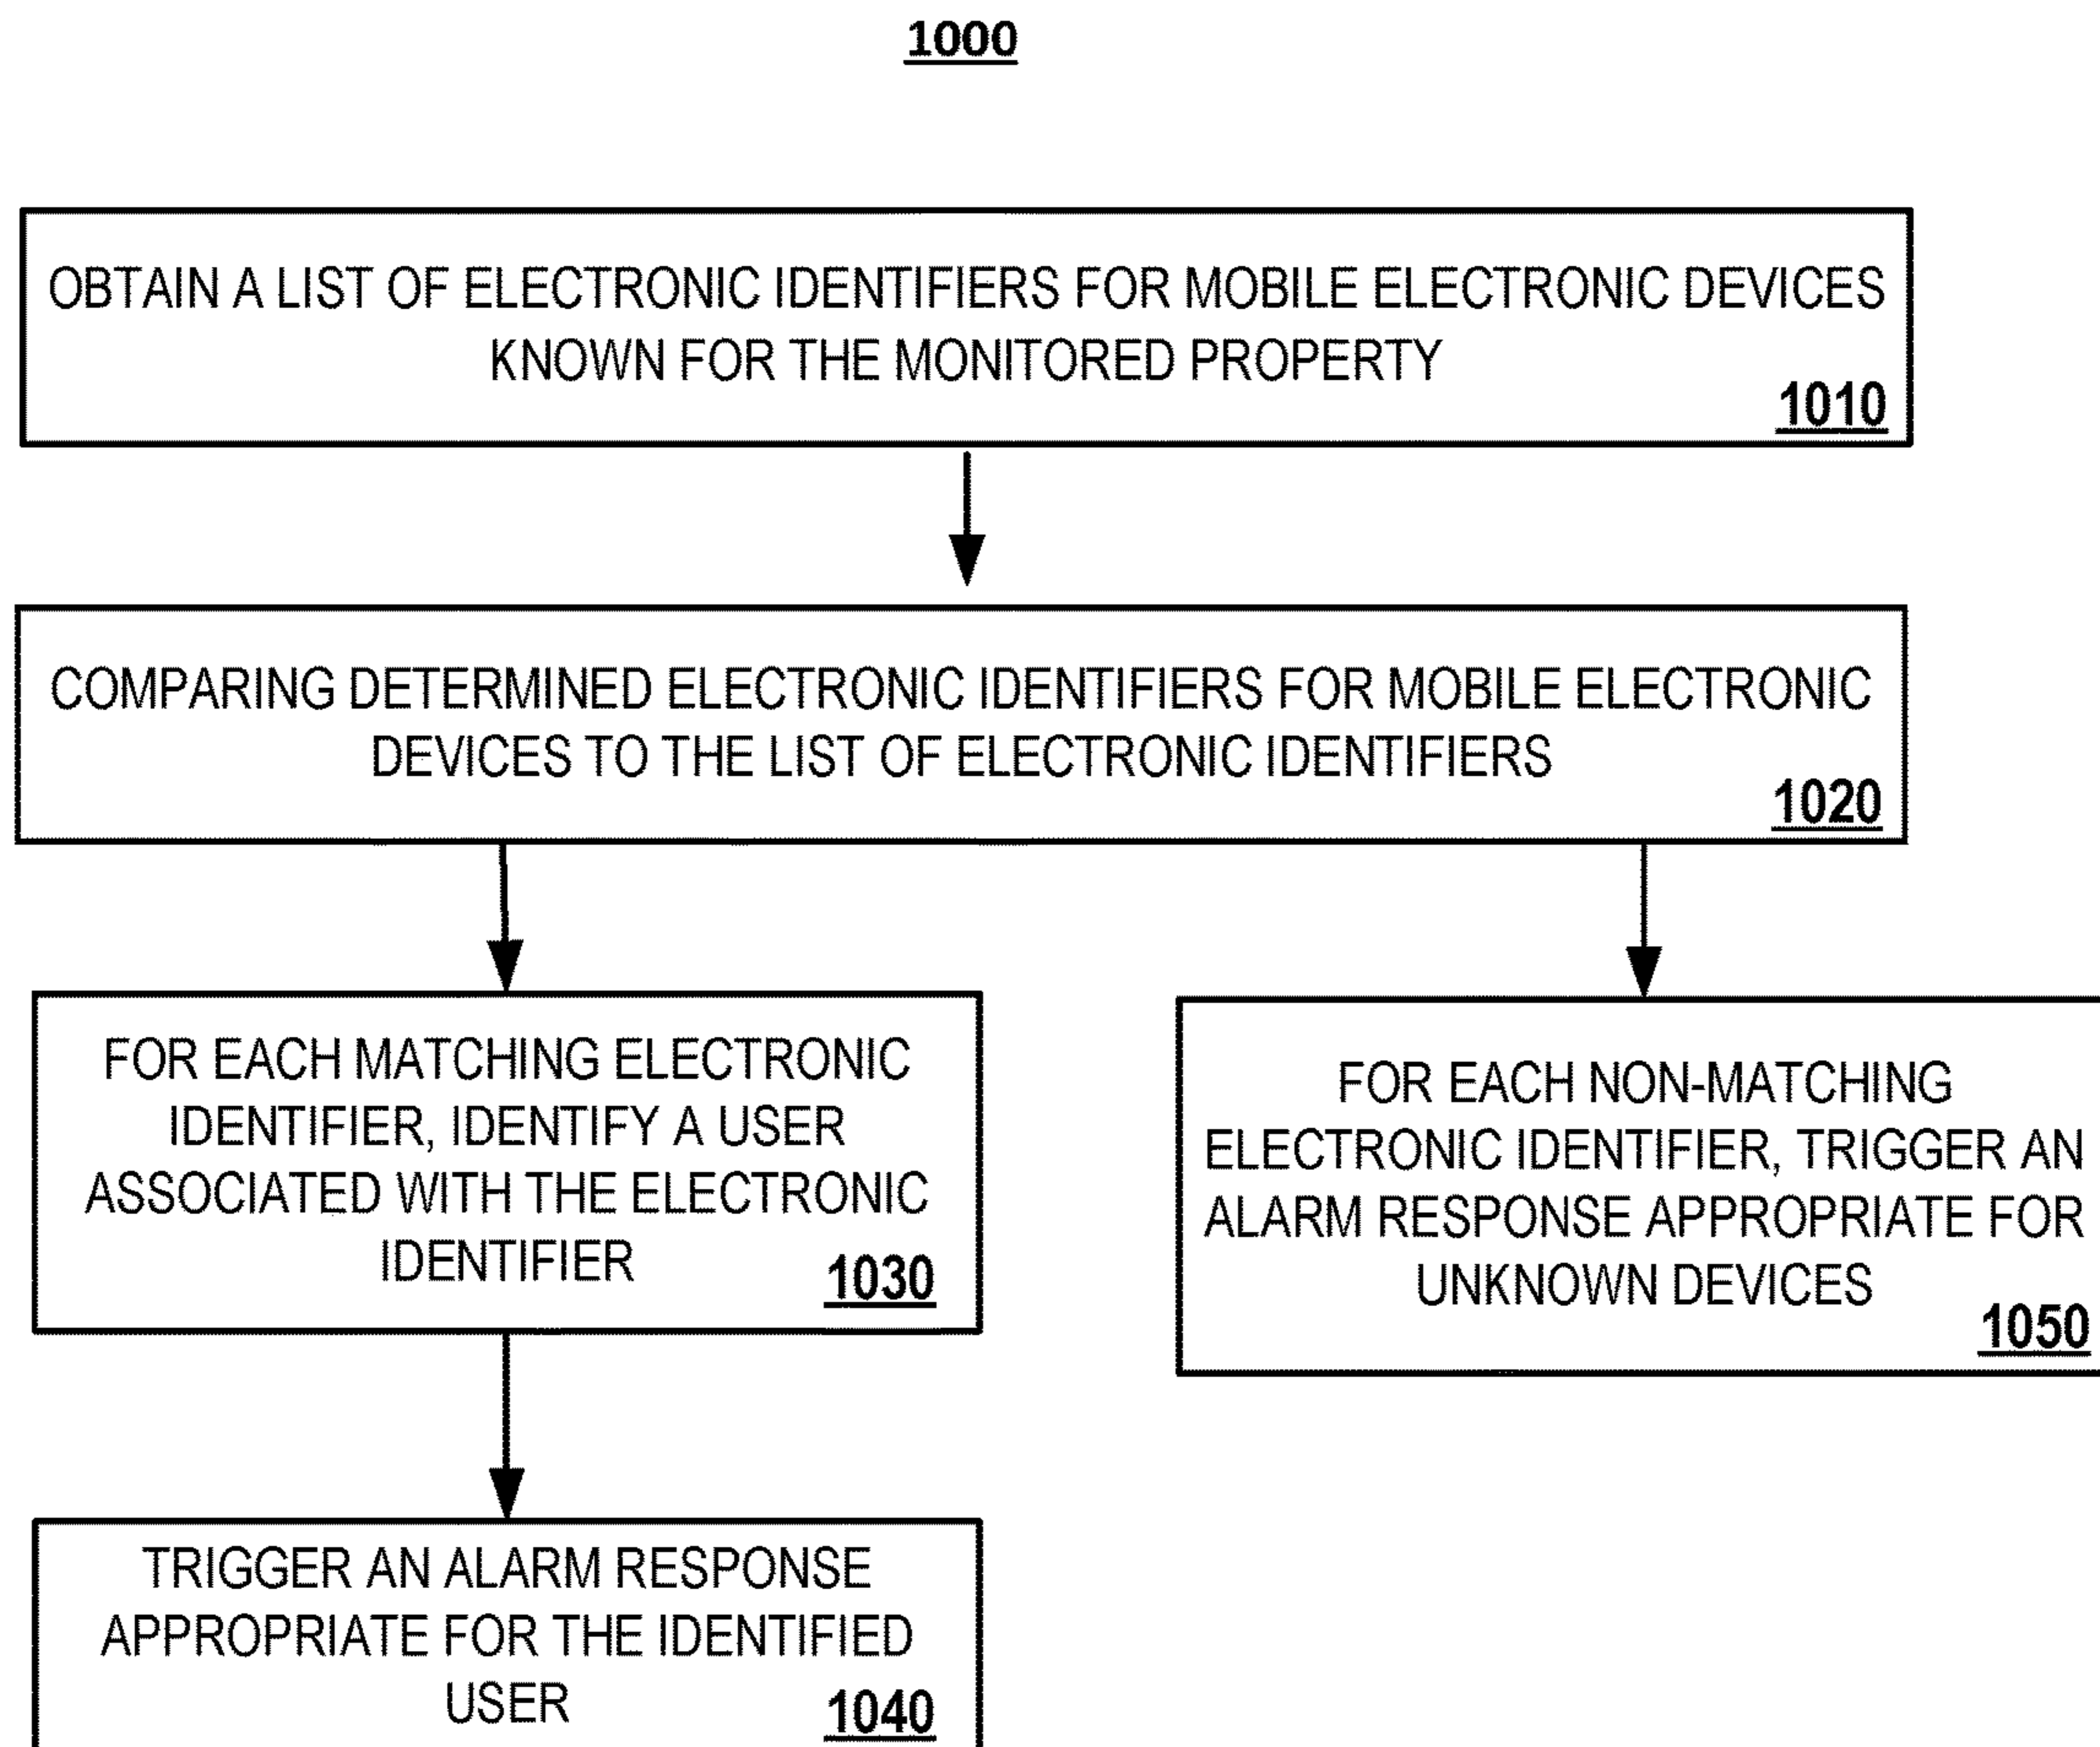 1000
OBTAIN A LIST OF ELECTRONIC IDENTIFIERS FOR MOBILE ELECTRONIC DEVICES
KNOWN FOR THE MONITORED PROPERTY
1010
COMPARING DETERMINED ELECTRONIC IDENTIFIERS FOR MOBILE ELECTRONIC
DEVICES TO THE LIST OF ELECTRONIC IDENTIFIERS
1020
FOR EACH MATCHING ELECTRONIC
IDENTIFIER, IDENTIFY A USER
ASSOCIATED WITH THE ELECTRONIC
IDENTIFIER
1030
FOR EACH NON-MATCHING
ELECTRONIC IDENTIFIER, TRIGGER AN
ALARM RESPONSE APPROPRIATE FOR
UNKNOWN DEVICES
1050
TRIGGER AN ALARM RESPONSE
APPROPRIATE FOR THE IDENTIFIED
USER
1040